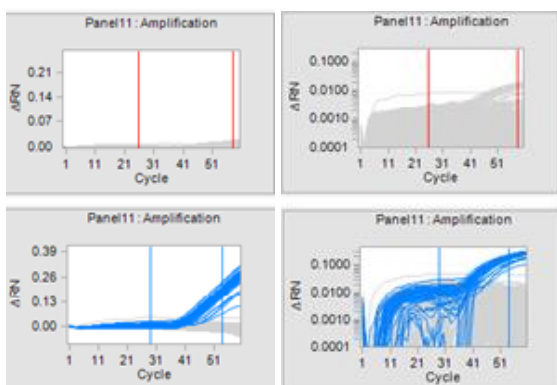 Panel11 : Amplification
0.21
0.14
0.07
0.00
ΔRN
1 11 21 31 41 51
Cycle
Panel11 : Amplification
0.1000
0.0100
0.0010
0.0001
ΔRN
1 11 21 31 41 51
Cycle
Panel11 : Amplification
0.39
0.26
0.13
0.00
ΔRN
1 11 21 31 41 51
Cycle
Panel11 : Amplification
0.1000
0.0100
0.0010
0.0001
ΔRN
1 11 21 31 41 51
Cycle